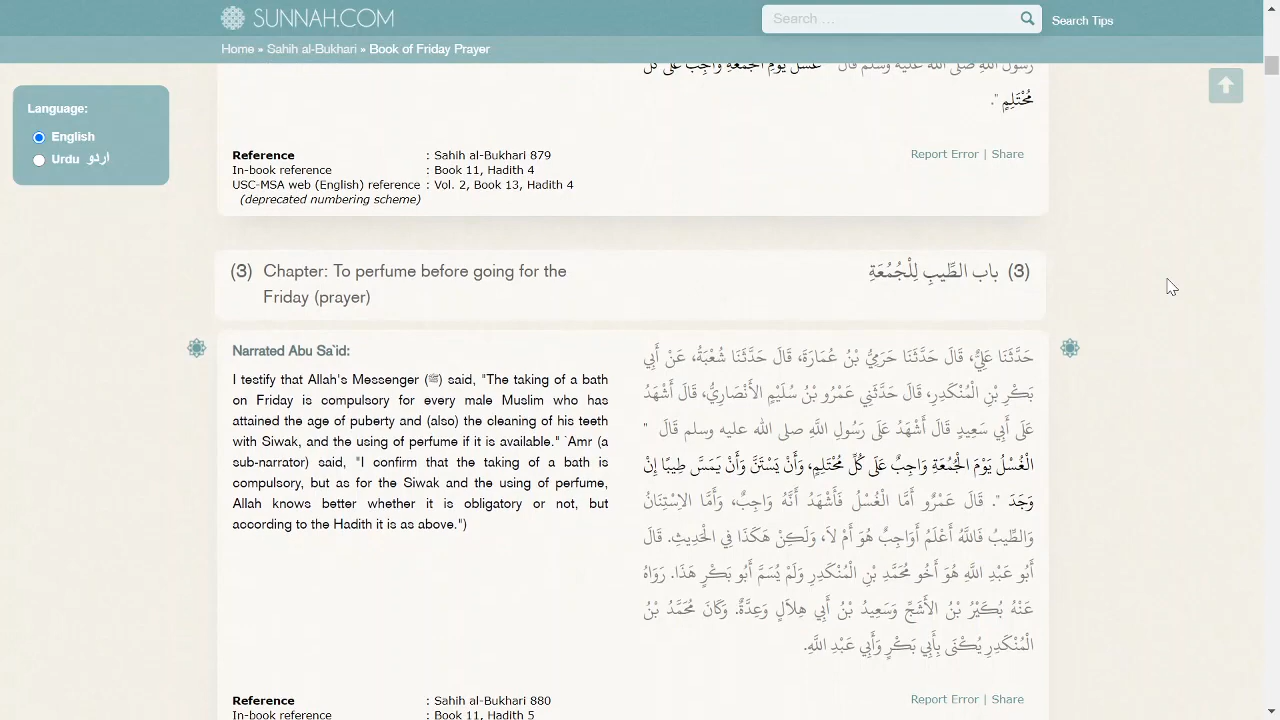 SUNNAH.COM
Search....
Search Tips
Home » Sahih al-Bukhari » Book of Friday Prayer
Language:
English
Urdu اردو
رسول الله صلى الله عليه وسلم قال " غُسْلُ يَوْمِ الْجُمُعَةِ وَاجِبٌ عَلَى كُلِّ
مُحْتَلِمٍ ".
Reference : Sahih al-Bukhari 879
In-book reference : Book 11, Hadith 4
USC-MSA web (English) reference : Vol. 2, Book 13, Hadith 4
(deprecated numbering scheme)
Report Error | Share
(3) Chapter: To perfume before going for the
Friday (prayer)
(3) باب الطِّيبِ لِلْجُمُعَةِ
Narrated Abu Sa`id:
I testify that Allah's Messenger (ﷺ) said, "The taking of a bath
on Friday is compulsory for every male Muslim who has
attained the age of puberty and (also) the cleaning of his teeth
with Siwak, and the using of perfume if it is available." `Amr (a
sub-narrator) said, "I confirm that the taking of a bath is
compulsory, but as for the Siwak and the using of perfume,
Allah knows better whether it is obligatory or not, but
according to the Hadith it is as above.")
حَدَّثَنَا عَلِيٌّ، قَالَ حَدَّثَنَا حَرَمِيُّ بْنُ عُمَارَةَ، قَالَ حَدَّثَنَا شُعْبَةُ، عَنْ أَبِي
بَكْرِ بْنِ الْمُنْكَدِرِ، قَالَ حَدَّثَنِي عَمْرُو بْنُ سُلَيْمٍ الأَنْصَارِيُّ، قَالَ أَشْهَدُ
عَلَى أَبِي سَعِيدٍ قَالَ أَشْهَدُ عَلَى رَسُولِ اللَّهِ صلى الله عليه وسلم قَالَ "
الْغُسْلُ يَوْمَ الْجُمُعَةِ وَاجِبٌ عَلَى كُلِّ مُحْتَلِمٍ، وَأَنْ يَسْتَنَّ وَأَنْ يَمَسَّ طِيبًا إِنْ
وَجَدَ ". قَالَ عَمْرٌو أَمَّا الْغُسْلُ فَأَشْهَدُ أَنَّهُ وَاجِبٌ، وَأَمَّا الاِسْتِنَانُ
وَالطِّيبُ فَاللَّهُ أَعْلَمُ أَوَاجِبٌ هُوَ أَمْ لاَ، وَلَكِنْ هَكَذَا فِي الْحَدِيثِ. قَالَ
أَبُو عَبْدِ اللَّهِ هُوَ أَخُو مُحَمَّدِ بْنِ الْمُنْكَدِرِ وَلَمْ يُسَمَّ أَبُو بَكْرٍ هَذَا. رَوَاهُ
عَنْهُ بُكَيْرُ بْنُ الأَشَجِّ وَسَعِيدُ بْنُ أَبِي هِلاَلٍ وَعِدَّةٌ. وَكَانَ مُحَمَّدُ بْنُ
الْمُنْكَدِرِ يُكْنَى بِأَبِي بَكْرٍ وَأَبِي عَبْدِ اللَّهِ.
Reference : Sahih al-Bukhari 880
In-book reference : Book 11, Hadith 5
Report Error | Share